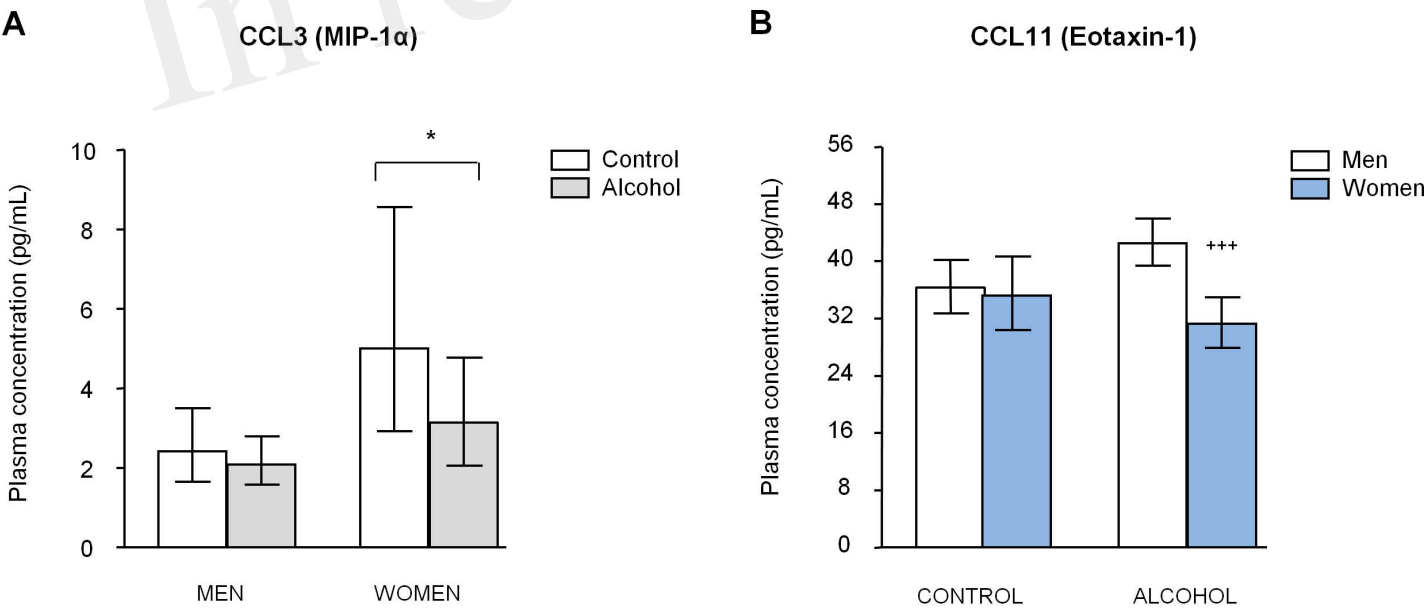 A
CCL3 (MIP-1α)
Plasma concentration (pg/mL)
10
8
6
4
2
0
*
Control
Alcohol
MEN
WOMEN
B
CCL11 (Eotaxin-1)
Plasma concentration (pg/mL)
56
48
40
32
24
16
8
0
+++
Men
Women
CONTROL
ALCOHOL